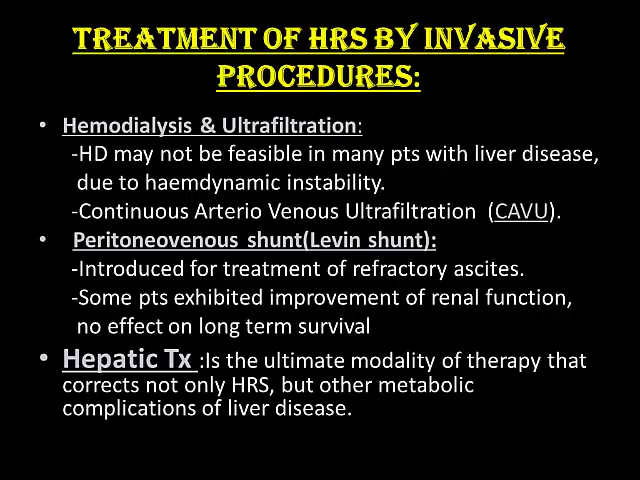 TREATMENT OF HRS BY INVASIVE
PROCEDURES:
• Hemodialysis & Ultrafiltration:
-HD may not be feasible in many pts with liver disease,
due to haemdynamic instability.
-Continuous Arterio Venous Ultrafiltration (CAVU).
• Peritoneovenous shunt(Levin shunt):
-Introduced for treatment of refractory ascites.
-Some pts exhibited improvement of renal function,
no effect on long term survival
• Hepatic Tx :Is the ultimate modality of therapy that
corrects not only HRS, but other metabolic
complications of liver disease.